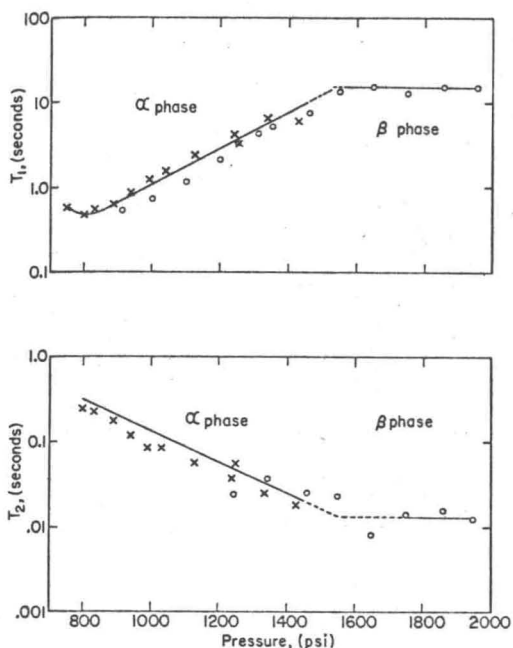 100
10
1.0
0.1
T₁, (seconds)
α phase
β phase
1.0
0.1
.01
.001
T₂, (seconds)
α phase
β phase
800 1000 1200 1400 1600 1800 2000
Pressure, (psi)